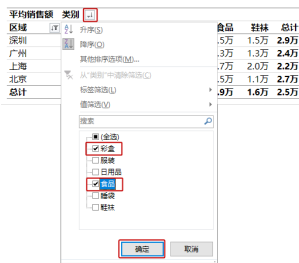 平均销售额 类别
区域 升序(S) 食品 鞋袜 总计
深圳 降序(O) .5万 1.5万 2.9万
广州 .3万 1.3万 2.4万
上海 其他排序选项(M)... .7万 2.0万 2.2万
北京 从"类别"中清除筛选(C) .5万 1.1万 2.7万
总计 标签筛选(L) .9万 1.6万 2.5万
值筛选(V)
搜索
(全选)
彩盒
服装
日用品
食品
睡袋
鞋袜
确定 取消